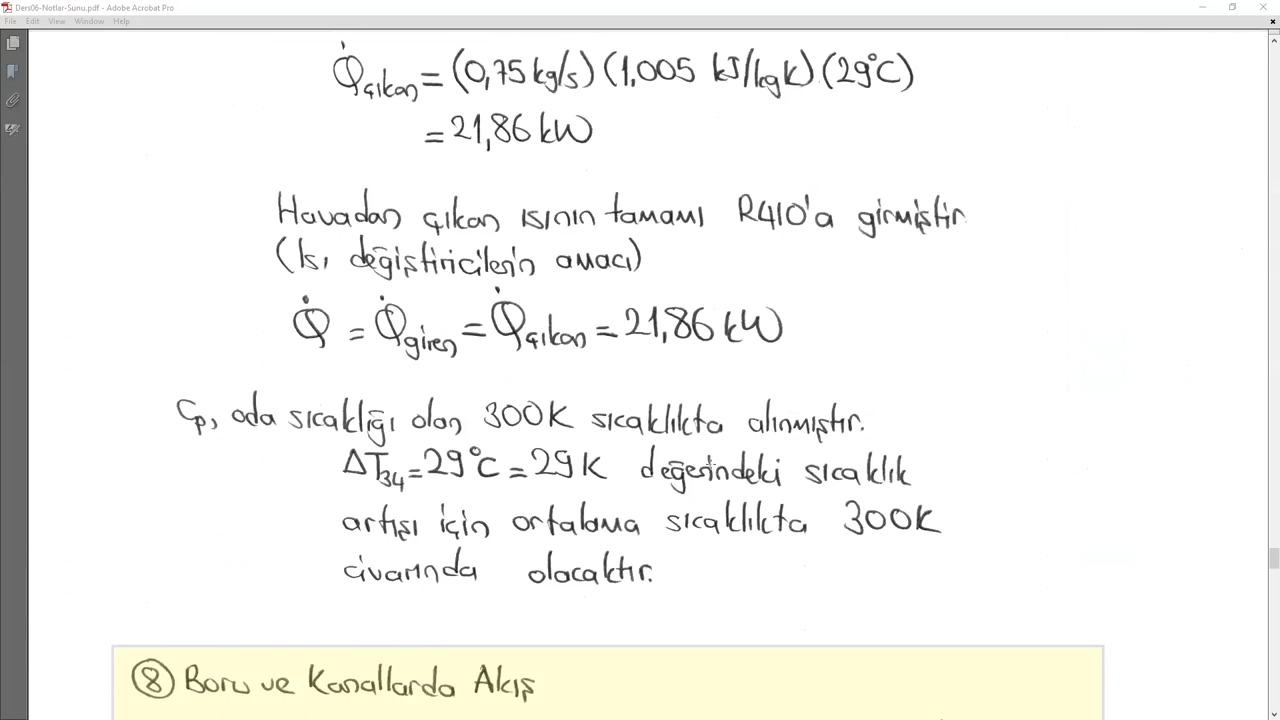 Ders06-Notlar-Sunu.pdf - Adobe Acrobat Pro
File Edit View Window Help
Q̇çıkan = (0,75 kg/s) (1,005 kJ/kgK) (29°C)
= 21,86 kW
Havadan çıkan ısının tamamı R410'a girmiştir
(Isı değiştiricilerin amacı)
Q̇ = Q̇giren = Q̇çıkan = 21,86 kW
Cp, oda sıcaklığı olan 300K sıcaklıkta alınmıştır.
ΔT34 = 29°C = 29K değerindeki sıcaklık
artışı için ortalama sıcaklıkta 300K
civarında olacaktır.
8 Boru ve Kanallarda Akış